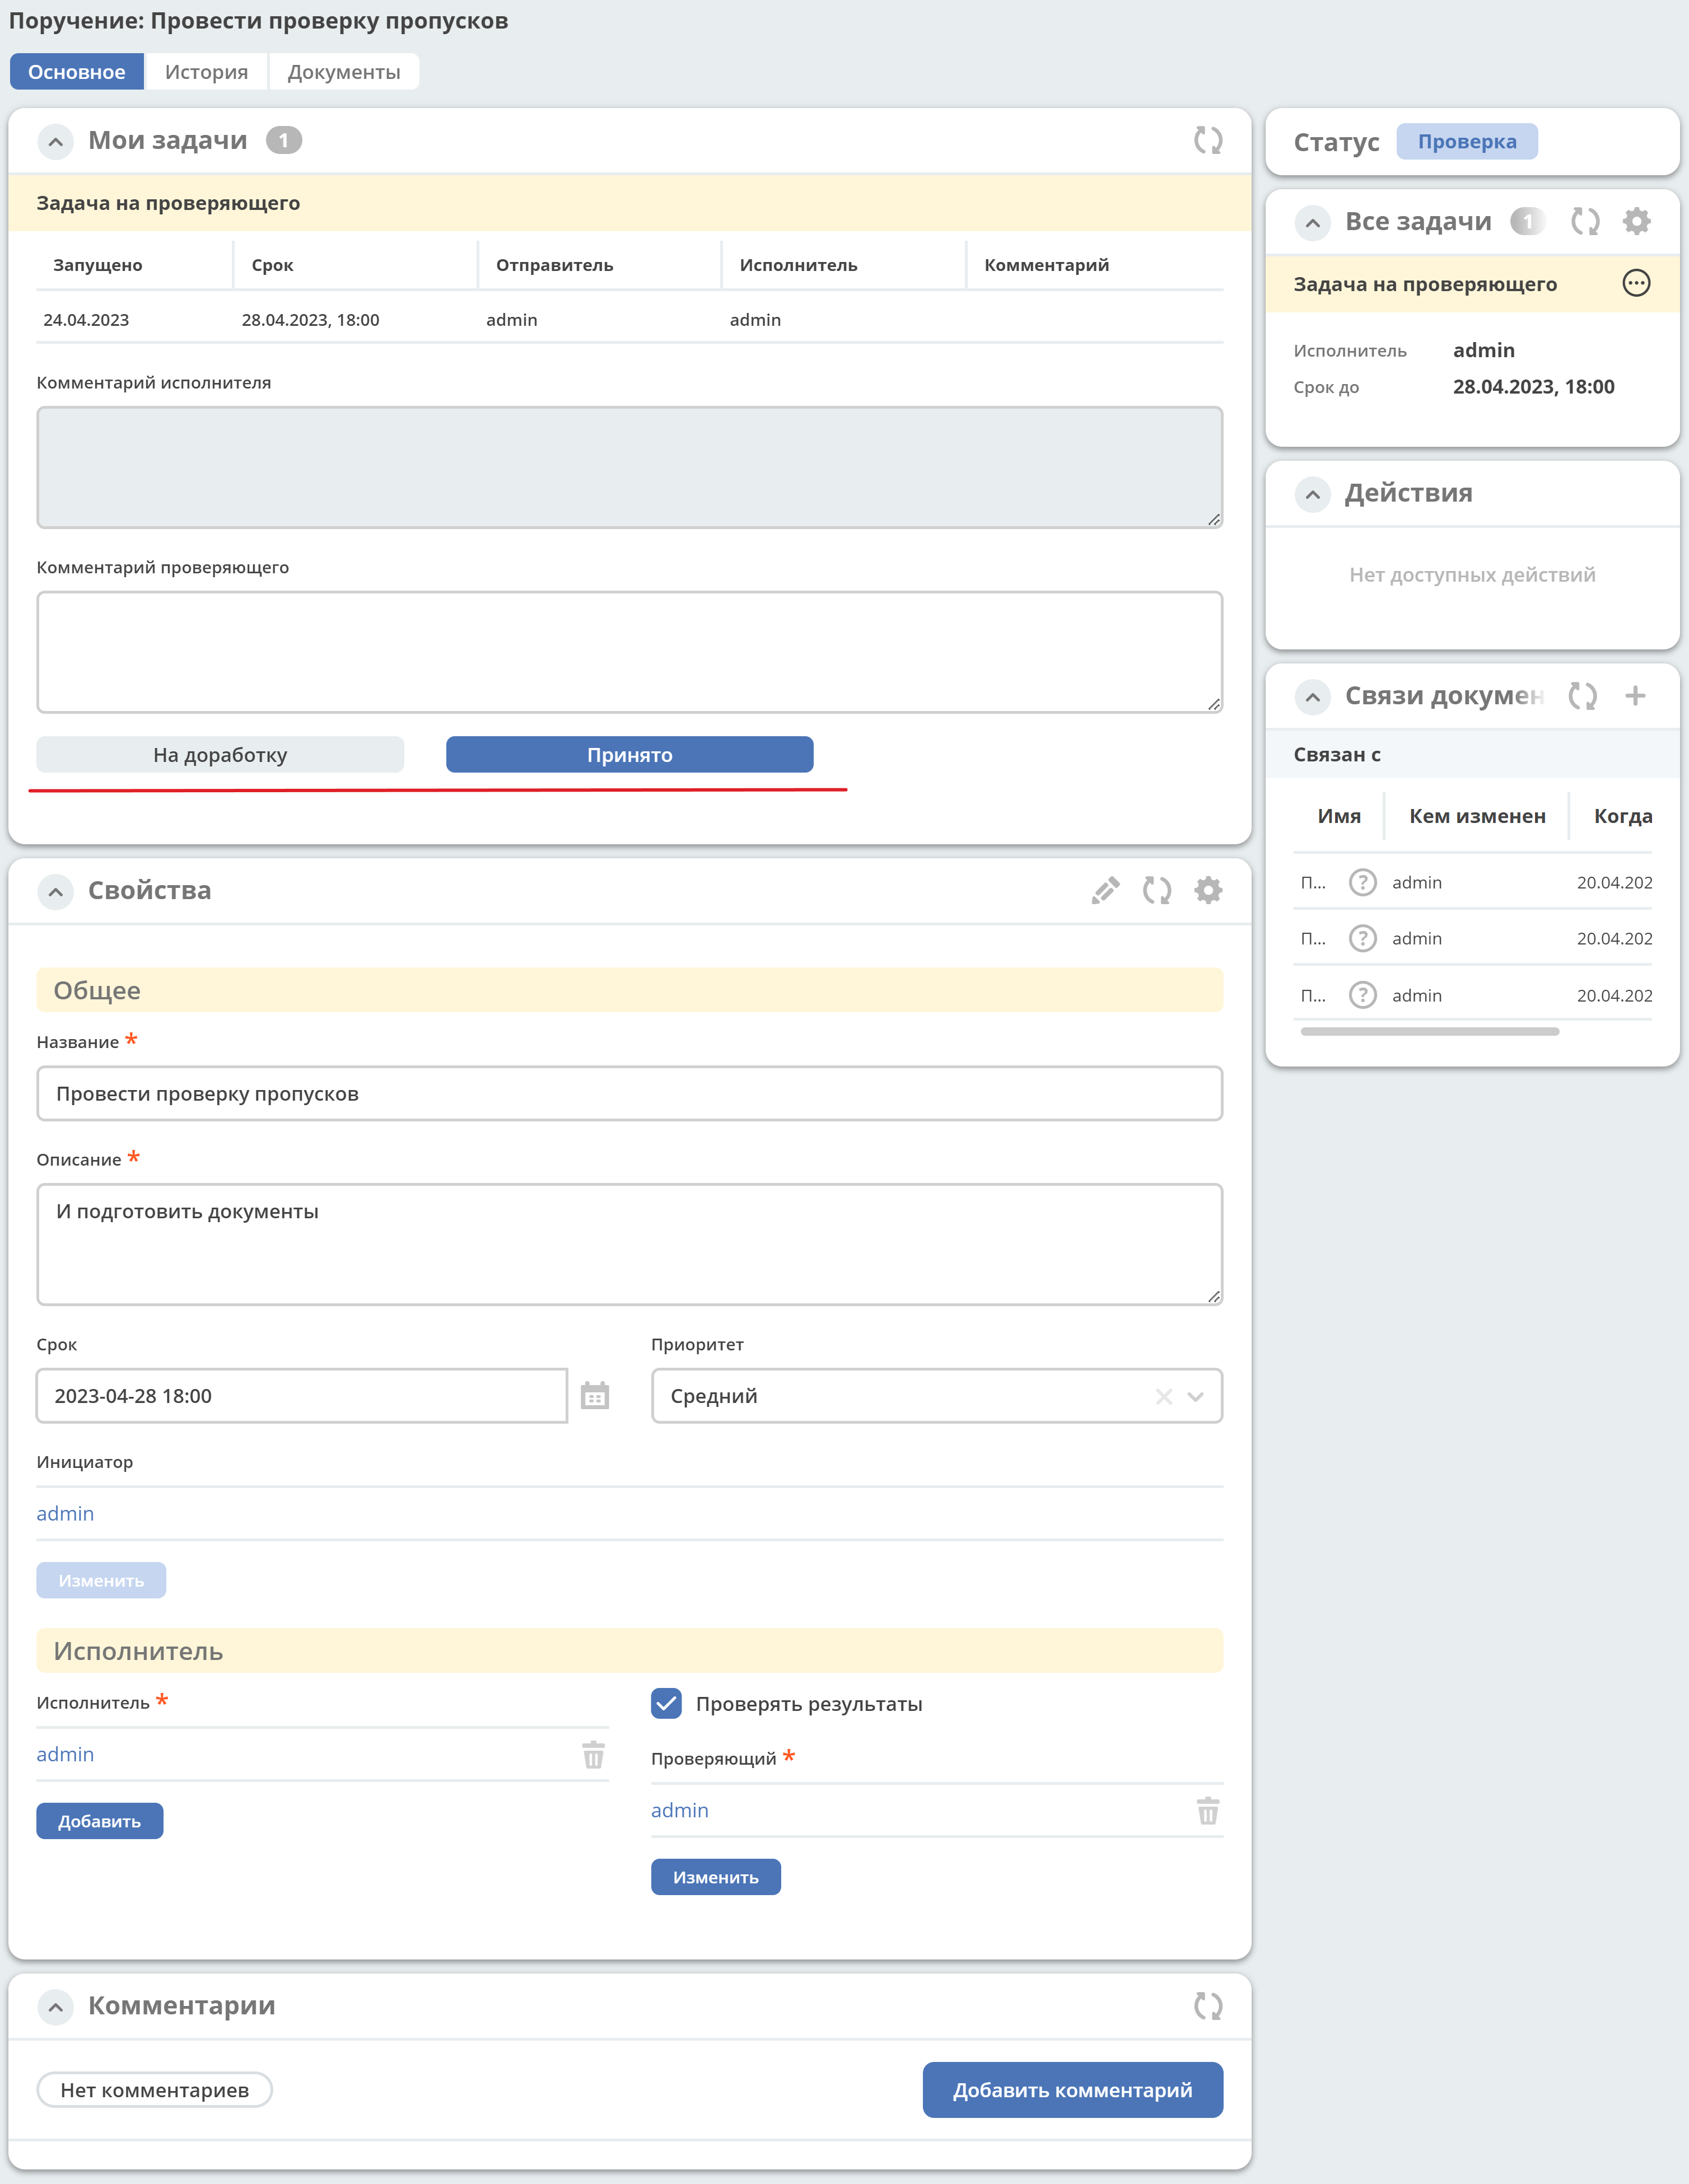 Поручение: Провести проверку пропусков
Основное История Документы
Мои задачи 1
Задача на проверяющего
Запущено Срок Отправитель Исполнитель Комментарий
24.04.2023 28.04.2023, 18:00 admin admin
Комментарий исполнителя
Комментарий проверяющего
На доработку Принято
Свойства
Общее
Название *
Провести проверку пропусков
Описание *
И подготовить документы
Срок Приоритет
2023-04-28 18:00 Средний
Инициатор
admin
Изменить
Исполнитель
Исполнитель *
admin
Добавить
Проверять результаты
Проверяющий *
admin
Изменить
Комментарии
Нет комментариев Добавить комментарий
Статус Проверка
Все задачи 1
Задача на проверяющего
Исполнитель admin
Срок до 28.04.2023, 18:00
Действия
Нет доступных действий
Связи докумен
Связан с
Имя Кем изменен Когда
П... ? admin 20.04.202
П... ? admin 20.04.202
П... ? admin 20.04.202